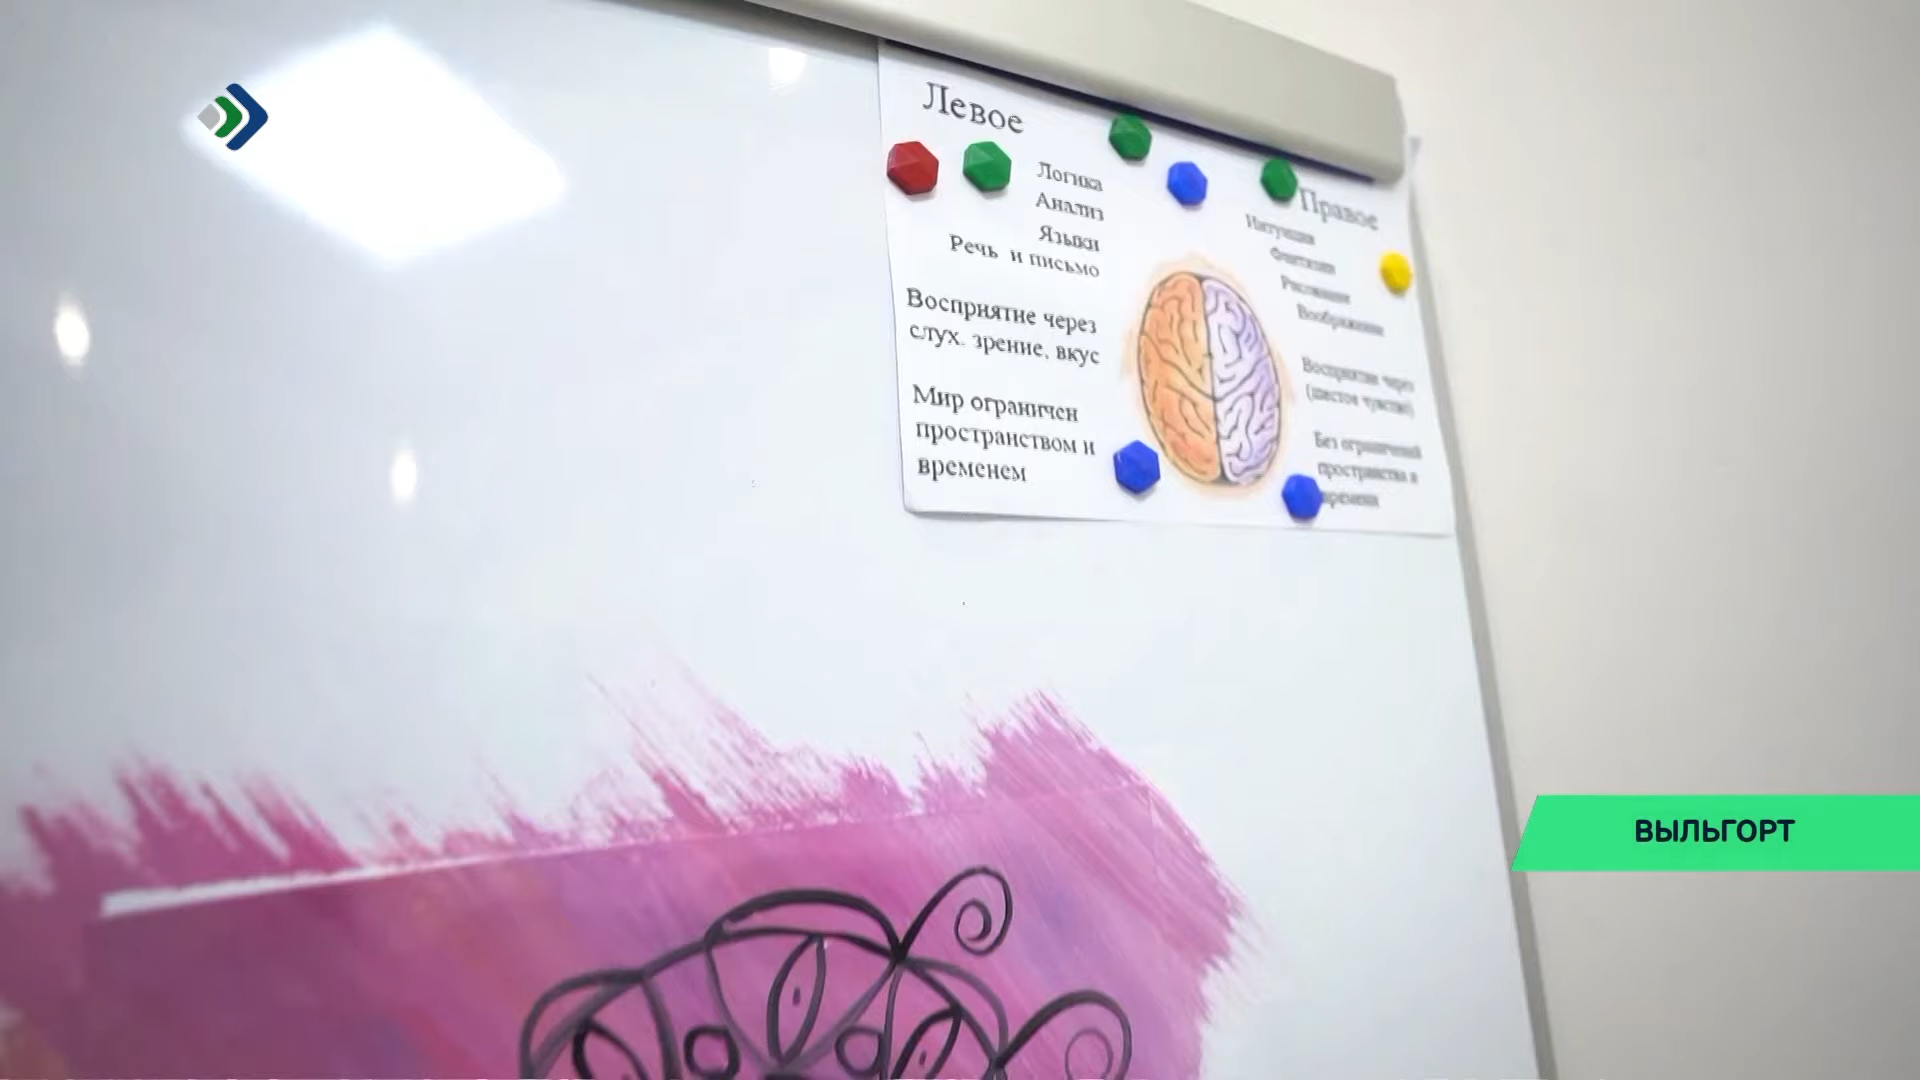 Левое
Логика
Анализ
Языки
Речь и письмо
Восприятие через
слух. зрение, вкус
Мир ограничен
пространством и
временем
Правое
Интуиция
Фантазии
Рисование
Воображение
Восприятие через
(шестое чувство)
Без ограничений
пространства и
времени
ВЫЛЬГОРТ